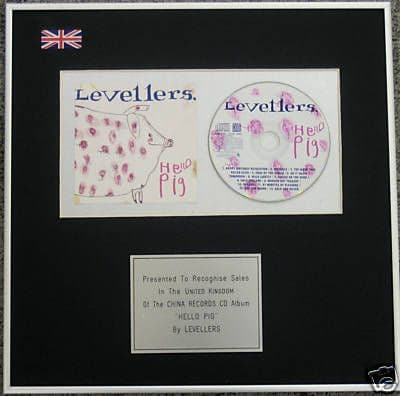 Levellers.
Hello
Pig
Levellers.
Hello
Pig
Presented To Recognise Sales
In The UNITED KINGDOM
Of The CHINA RECORDS CD Album
"HELLO PIG"
By LEVELLERS